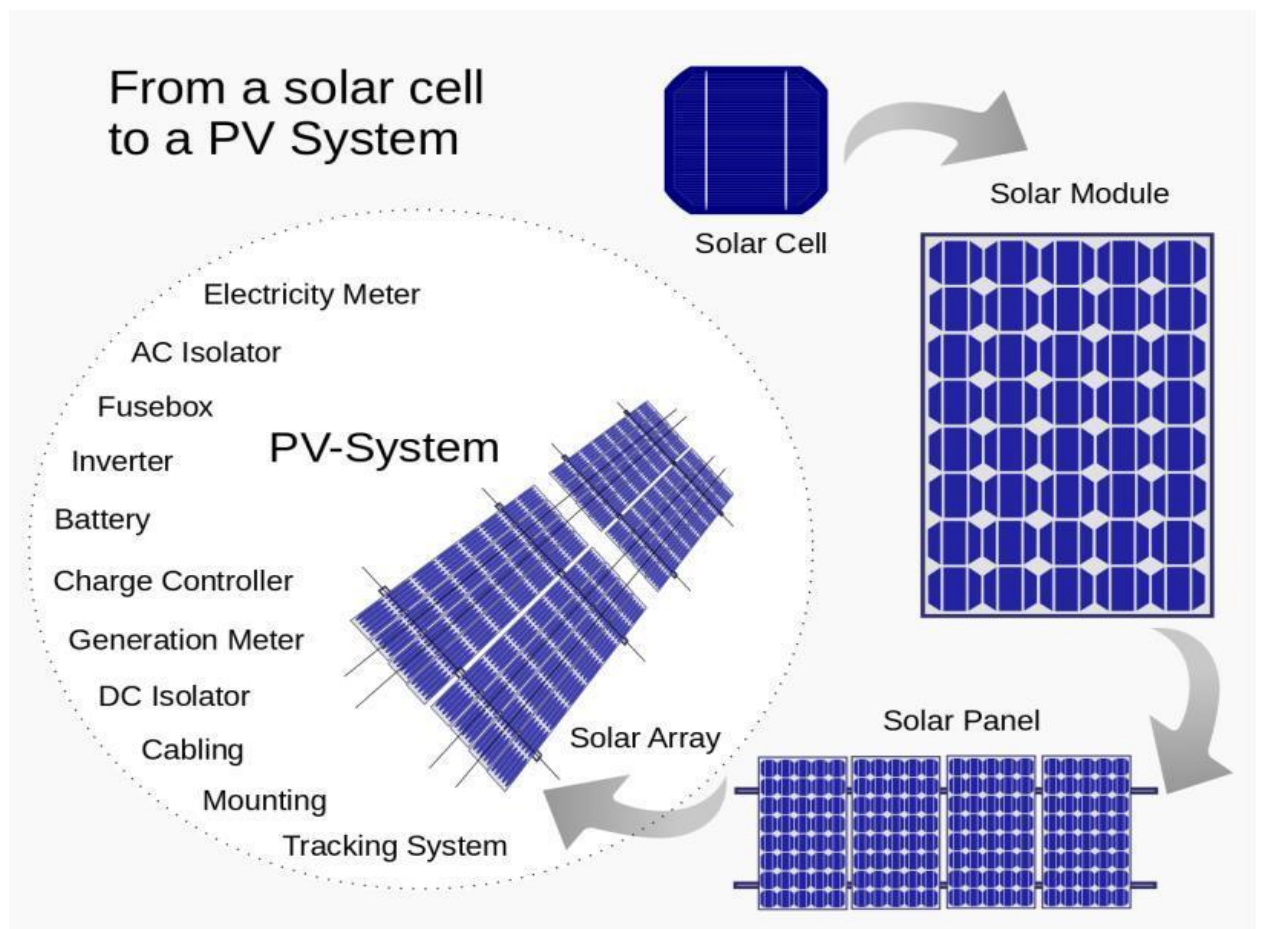 From a solar cell
to a PV System
Solar Cell
Solar Module
Solar Panel
Solar Array
PV-System
Electricity Meter
AC Isolator
Fusebox
Inverter
Battery
Charge Controller
Generation Meter
DC Isolator
Cabling
Mounting
Tracking System